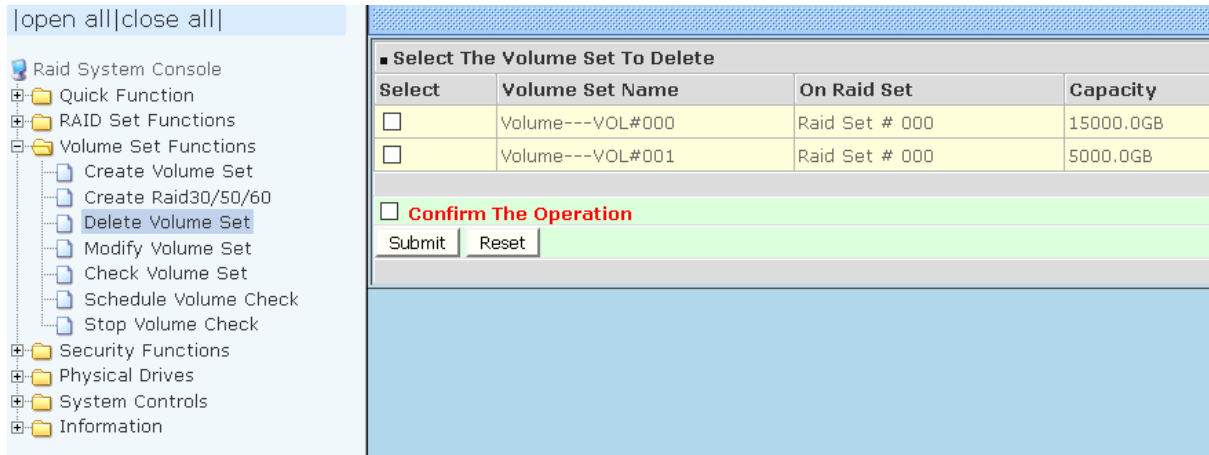 |open all|close all|
Raid System Console
Quick Function
RAID Set Functions
Volume Set Functions
Create Volume Set
Create Raid30/50/60
Delete Volume Set
Modify Volume Set
Check Volume Set
Schedule Volume Check
Stop Volume Check
Security Functions
Physical Drives
System Controls
Information
Select The Volume Set To Delete
Select Volume Set Name On Raid Set Capacity
Volume---VOL#000 Raid Set # 000 15000.0GB
Volume---VOL#001 Raid Set # 000 5000.0GB
Confirm The Operation
Submit Reset